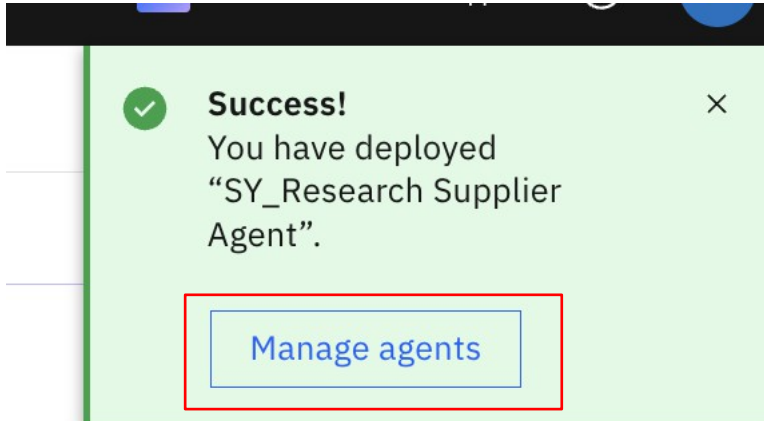 Success!
You have deployed
“SY_Research Supplier
Agent”.
Manage agents